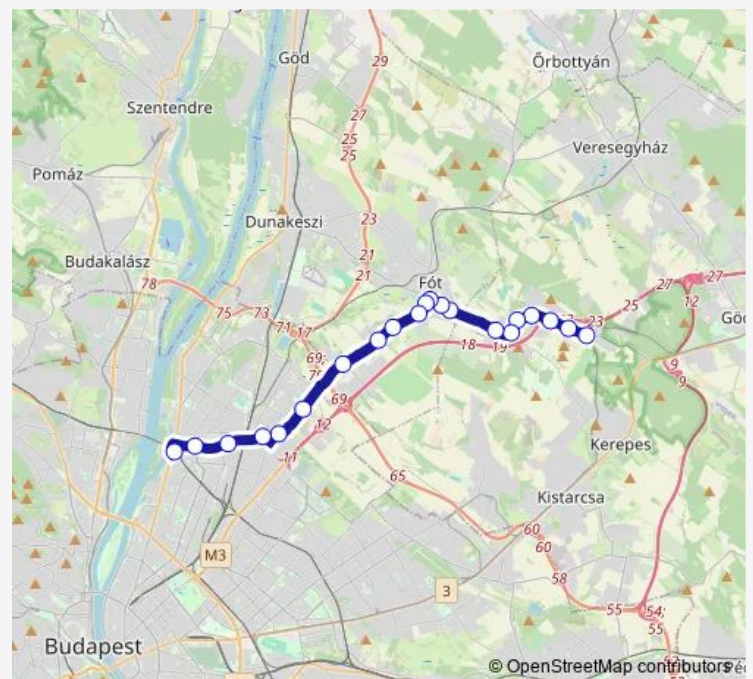 Göd
29
Őrbottyán
Szentendre
27
25
25
Veresegyház
Pomáz
23
Dunakeszi
21
21
Budakalász
78
Fót
27
27
12
75
73
71
17
25
23
69;
18
19
9
9
69
12
11
Kerepes
65
Kistarcsa
60
60
M3
58
3
55
54;
55
Budapest
© OpenStreetMap contributors